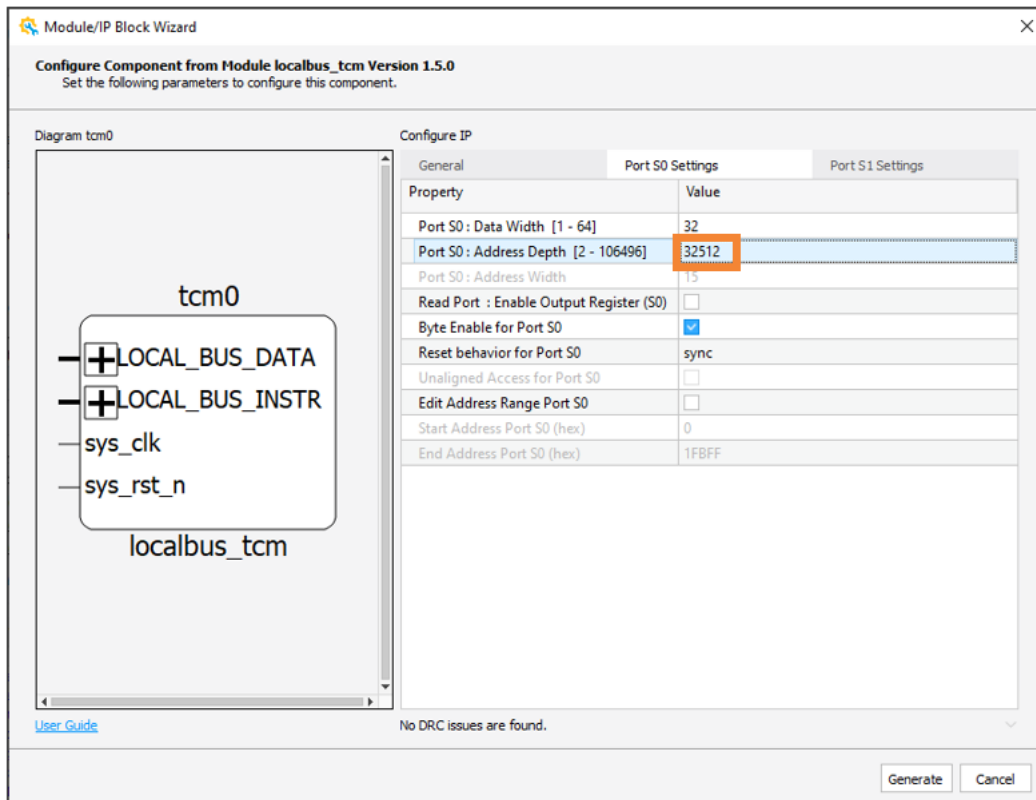 Module/IP Block Wizard
Configure Component from Module localbus_tcm Version 1.5.0
Set the following parameters to configure this component.
Diagram tcm0
tcm0
LOCAL_BUS_DATA
LOCAL_BUS_INSTR
sys_clk
sys_rst_n
localbus_tcm
User Guide
Configure IP
General Port S0 Settings Port S1 Settings
Property Value
Port S0 : Data Width [1 - 64] 32
Port S0 : Address Depth [2 - 106496] 32512
Port S0 : Address Width 15
Read Port : Enable Output Register (S0)
Byte Enable for Port S0
Reset behavior for Port S0 sync
Unaligned Access for Port S0
Edit Address Range Port S0
Start Address Port S0 (hex) 0
End Address Port S0 (hex) 1FBFF
No DRC issues are found.
Generate Cancel